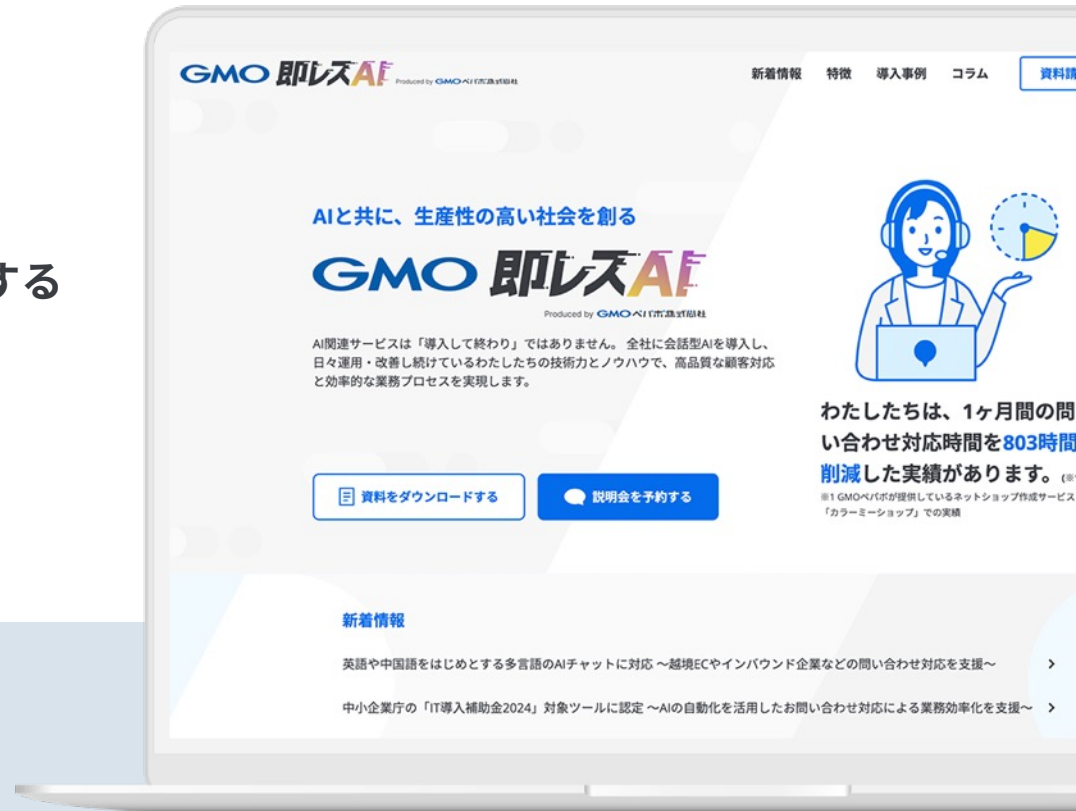 する
GMO 即レスAI Produced by GMOペパボ株式会社
新着情報 特徴 導入事例 コラム 資料請
AIと共に、生産性の高い社会を創る
GMO 即レスAI
Produced by GMOペパボ株式会社
AI関連サービスは「導入して終わり」ではありません。 全社に会話型AIを導入し、
日々運用・改善し続けているわたしたちの技術力とノウハウで、高品質な顧客対応
と効率的な業務プロセスを実現します。
資料をダウンロードする 説明会を予約する
わたしたちは、1ヶ月間の問
い合わせ対応時間を803時間
削減した実績があります。(※1
※1 GMOペパボが提供しているネットショップ作成サービス
「カラーミーショップ」での実績
新着情報
英語や中国語をはじめとする多言語のAIチャットに対応 〜越境ECやインバウンド企業などの問い合わせ対応を支援〜
中小企業庁の「IT導入補助金2024」対象ツールに認定 〜AIの自動化を活用したお問い合わせ対応による業務効率化を支援〜